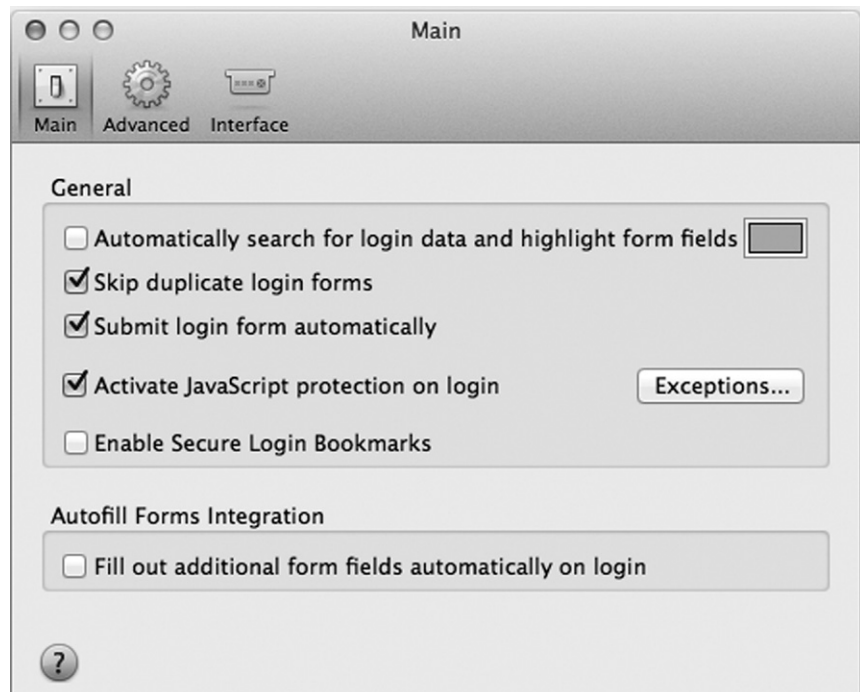 Main
Main Advanced Interface
General
Automatically search for login data and highlight form fields
Skip duplicate login forms
Submit login form automatically
Activate JavaScript protection on login Exceptions...
Enable Secure Login Bookmarks
Autofill Forms Integration
Fill out additional form fields automatically on login
?